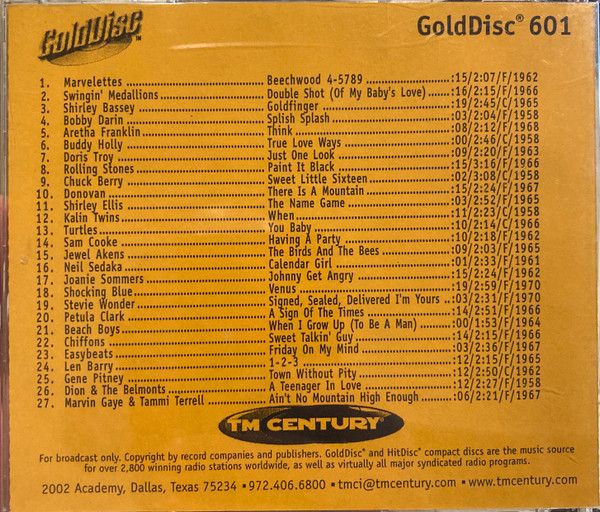 GoldDisc™
GoldDisc® 601
1. Marvelettes Beechwood 4-5789 :15/2:07/F/1962
2. Swingin' Medallions Double Shot (Of My Baby's Love) :16/2:15/F/1966
3. Shirley Bassey Goldfinger :19/2:45/C/1965
4. Bobby Darin Splish Splash :03/2:04/F/1958
5. Aretha Franklin Think :08/2:12/F/1968
6. Buddy Holly True Love Ways :00/2:46/C/1958
7. Doris Troy Just One Look :09/2:20/F/1963
8. Rolling Stones Paint It Black :15/3:16/F/1966
9. Chuck Berry Sweet Little Sixteen :02/3:08/C/1958
10. Donovan There Is A Mountain :15/2:24/F/1967
11. Shirley Ellis The Name Game :03/2:52/F/1965
12. Kalin Twins When :11/2:23/C/1958
13. Turtles You Baby :10/2:14/C/1966
14. Sam Cooke Having A Party :10/2:18/F/1962
15. Jewel Akens The Birds And The Bees :09/2:03/F/1965
16. Neil Sedaka Calendar Girl :01/2:33/F/1961
17. Joanie Sommers Johnny Get Angry :15/2:24/F/1962
18. Shocking Blue Venus :19/2:59/F/1970
19. Stevie Wonder Signed, Sealed, Delivered I'm Yours :03/2:31/F/1970
20. Petula Clark A Sign Of The Times :14/2:51/F/1966
21. Beach Boys When I Grow Up (To Be A Man) :00/1:53/F/1964
22. Chiffons Sweet Talkin' Guy :14/2:15/F/1966
23. Easybeats Friday On My Mind :03/2:36/F/1967
24. Len Barry 1-2-3 :12/2:15/F/1965
25. Gene Pitney Town Without Pity :12/2:50/C/1962
26. Dion & The Belmonts A Teenager In Love :12/2:27/F/1958
27. Marvin Gaye & Tammi Terrell Ain't No Mountain High Enough :06/2:21/F/1967
TM CENTURY®
For broadcast only. Copyright by record companies and publishers. GoldDisc® and HitDisc® compact discs are the music source
for over 2,800 winning radio stations worldwide, as well as virtually all major syndicated radio programs.
2002 Academy, Dallas, Texas 75234 ▪ 972.406.6800 ▪ tmci@tmcentury.com ▪ www.tmcentury.com